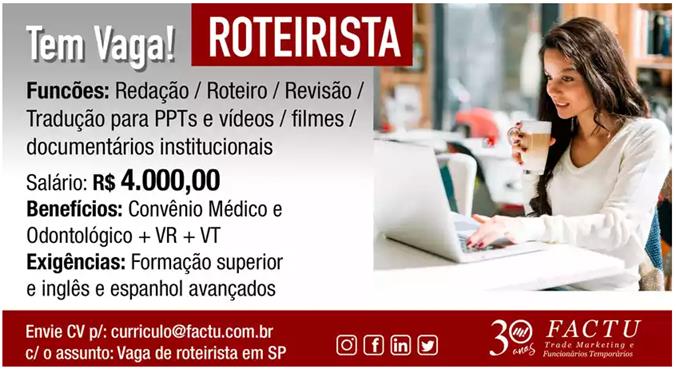 Tem Vaga! ROTEIRISTA
Funcões: Redação / Roteiro / Revisão /
Tradução para PPTs e vídeos / filmes /
documentários institucionais
Salário: R$ 4.000,00
Benefícios: Convênio Médico e
Odontológico + VR + VT
Exigências: Formação superior
e inglês e espanhol avançados
Envie CV p/: curriculo@factu.com.br
c/ o assunto: Vaga de roteirista em SP
30 anos
FACTU
Trade Marketing e
Funcionários Temporários